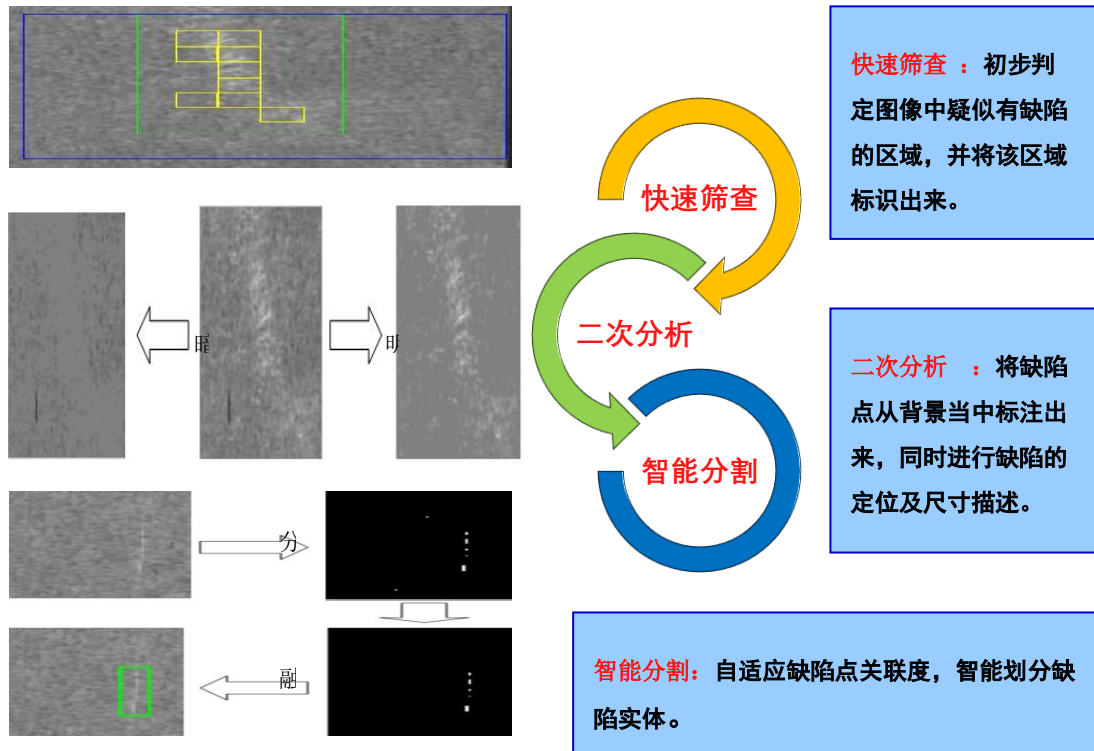 快速筛查 ：初步判
定图像中疑似有缺陷
的区域，并将该区域
标识出来。
快速筛查
二次分析
智能分割
暗
明
二次分析 ：将缺陷
点从背景当中标注出
来，同时进行缺陷的
定位及尺寸描述。
分
融
智能分割：自适应缺陷点关联度，智能划分缺
陷实体。